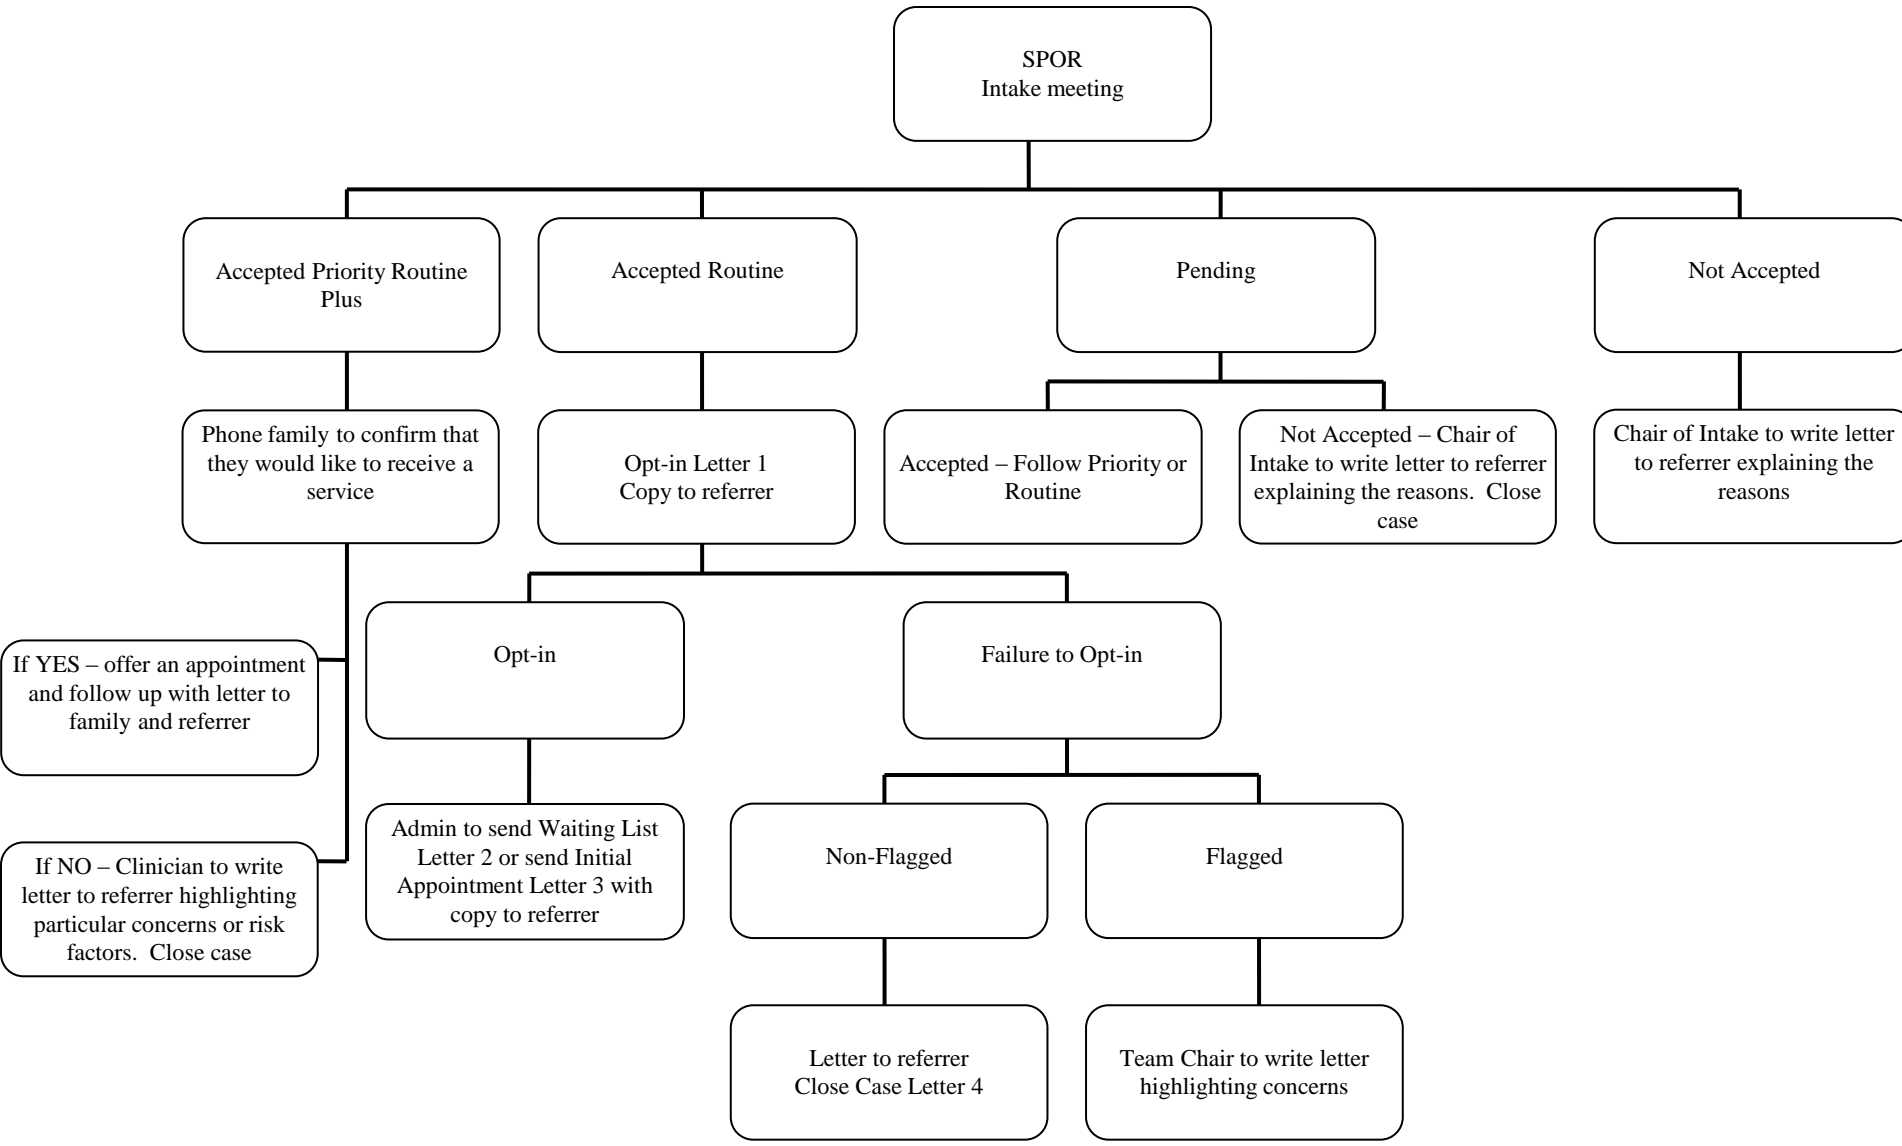 SPOR
Intake meeting
Accepted Priority Routine
Plus
Accepted Routine
Pending
Not Accepted
Phone family to confirm that
they would like to receive a
service
Opt-in Letter 1
Copy to referrer
Accepted – Follow Priority or
Routine
Not Accepted – Chair of
Intake to write letter to referrer
explaining the reasons.  Close
case
Chair of Intake to write letter
to referrer explaining the
reasons
If YES – offer an appointment
and follow up with letter to
family and referrer
Opt-in
Failure to Opt-in
If NO – Clinician to write
letter to referrer highlighting
particular concerns or risk
factors.  Close case
Admin to send Waiting List
Letter 2 or send Initial
Appointment Letter 3 with
copy to referrer
Non-Flagged
Flagged
Letter to referrer
Close Case Letter 4
Team Chair to write letter
highlighting concerns